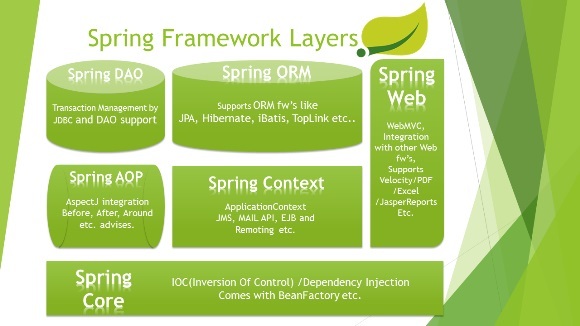 Spring Framework Layers
Spring DAO
Transaction Management by
JDBC and DAO support
Spring ORM
Supports ORM fw's like
JPA, Hibernate, iBatis, TopLink etc..
Spring
Web
WebMVC,
Integration
with other Web
fw's,
Supports
Velocity/PDF
/Excel
/JasperReports
Etc.
Spring AOP
AspectJ integration
Before, After, Around
etc. advises.
Spring Context
ApplicationContext
JMS, MAIL API, EJB and
Remoting etc.
Spring
Core
IOC(Inversion Of Control) /Dependency Injection
Comes with BeanFactory etc.